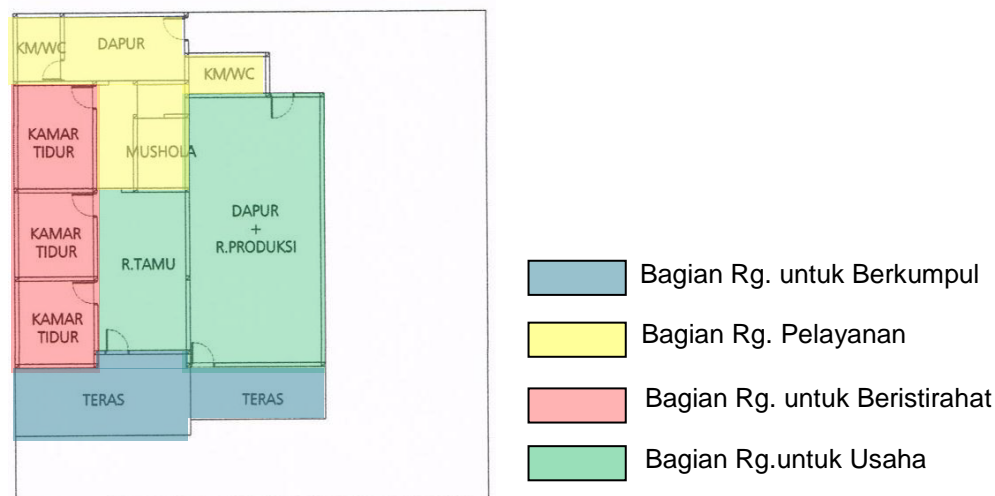 KM/WC
DAPUR
KM/WC
KAMAR
TIDUR
MUSHOLA
KAMAR
TIDUR
R.TAMU
DAPUR
+
R.PRODUKSI
KAMAR
TIDUR
TERAS
TERAS
Bagian Rg. untuk Berkumpul
Bagian Rg. Pelayanan
Bagian Rg. untuk Beristirahat
Bagian Rg.untuk Usaha